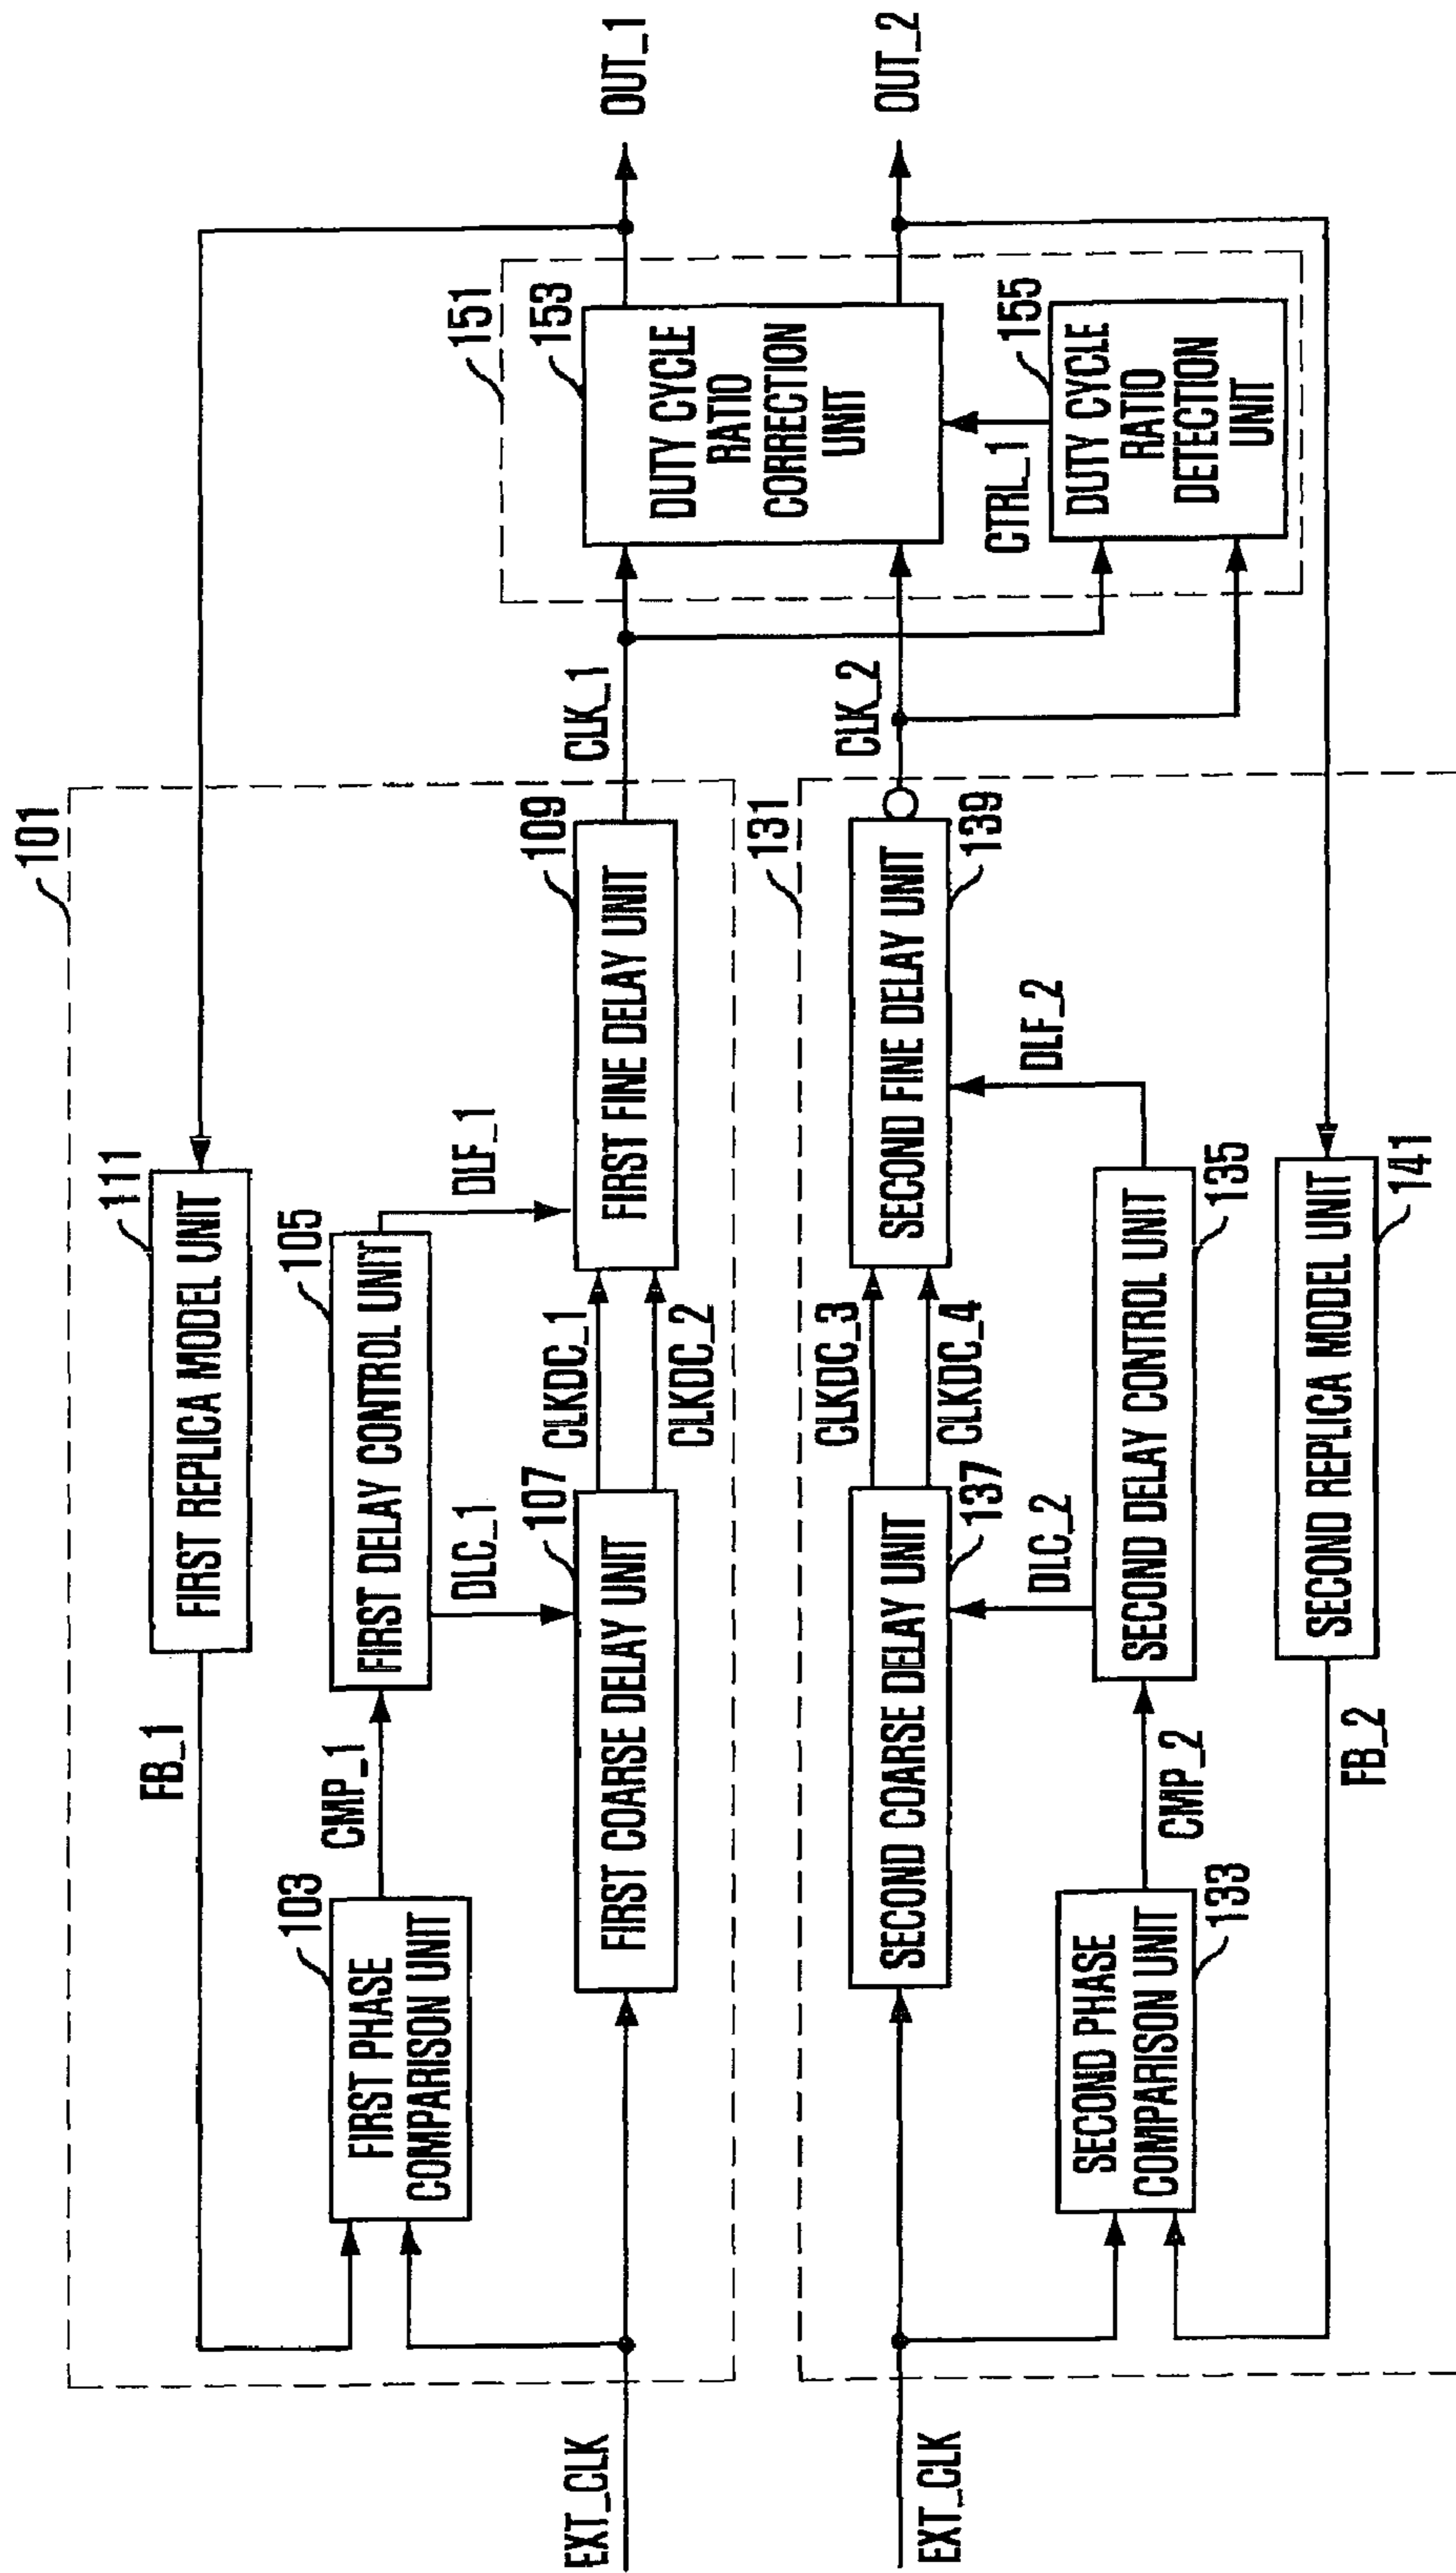 101
FIRST REPLICA MODEL UNIT
111
FB_1
FIRST PHASE
COMPARISON UNIT
103
CMP_1
FIRST DELAY CONTROL UNIT
105
DLC_1
DLF_1
EXT_CLK
FIRST COARSE DELAY UNIT
107
CLKDC_1
CLKDC_2
FIRST FINE DELAY UNIT
109
CLK_1
151
DUTY CYCLE
RATIO
CORRECTION
UNIT
153
OUT_1
131
EXT_CLK
SECOND COARSE DELAY UNIT
137
CLKDC_3
CLKDC_4
SECOND FINE DELAY UNIT
139
CLK_2
OUT_2
CTRL_1
DUTY CYCLE
RATIO
DETECTION
UNIT
155
DLC_2
DLF_2
SECOND PHASE
COMPARISON UNIT
133
CMP_2
SECOND DELAY CONTROL UNIT
135
FB_2
SECOND REPLICA MODEL UNIT
141